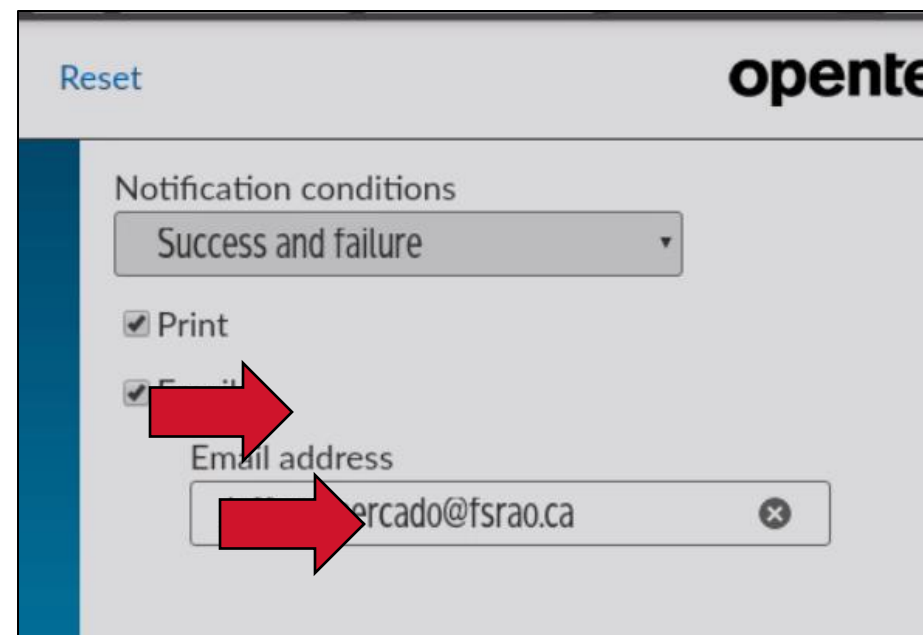 Reset
opente
Notification conditions
Success and failure
Print
Email address
ercado@fsrao.ca